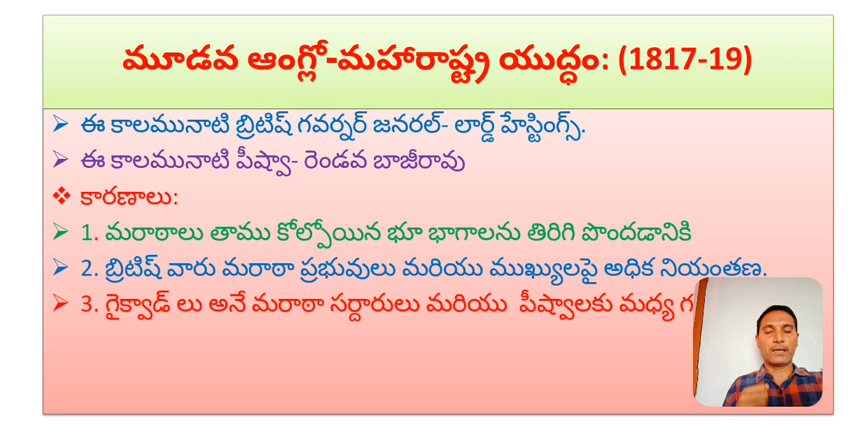 మూడవ ఆంగ్లో-మహారాష్ట్ర యుద్ధం: (1817-19)
ఈ కాలమునాటి బ్రిటిష్ గవర్నర్ జనరల్- లార్డ్ హేస్టింగ్స్.
ఈ కాలమునాటి పీష్వా- రెండవ బాజీరావు
కారణాలు:
1. మరాఠాలు తాము కోల్పోయిన భూ భాగాలను తిరిగి పొందడానికి
2. బ్రిటిష్ వారు మరాఠా ప్రభువులు మరియు ముఖ్యులపై అధిక నియంతణ.
3. గైక్వాడ్ లు అనే మరాఠా సర్దారులు మరియు పీష్వాలకు మధ్య